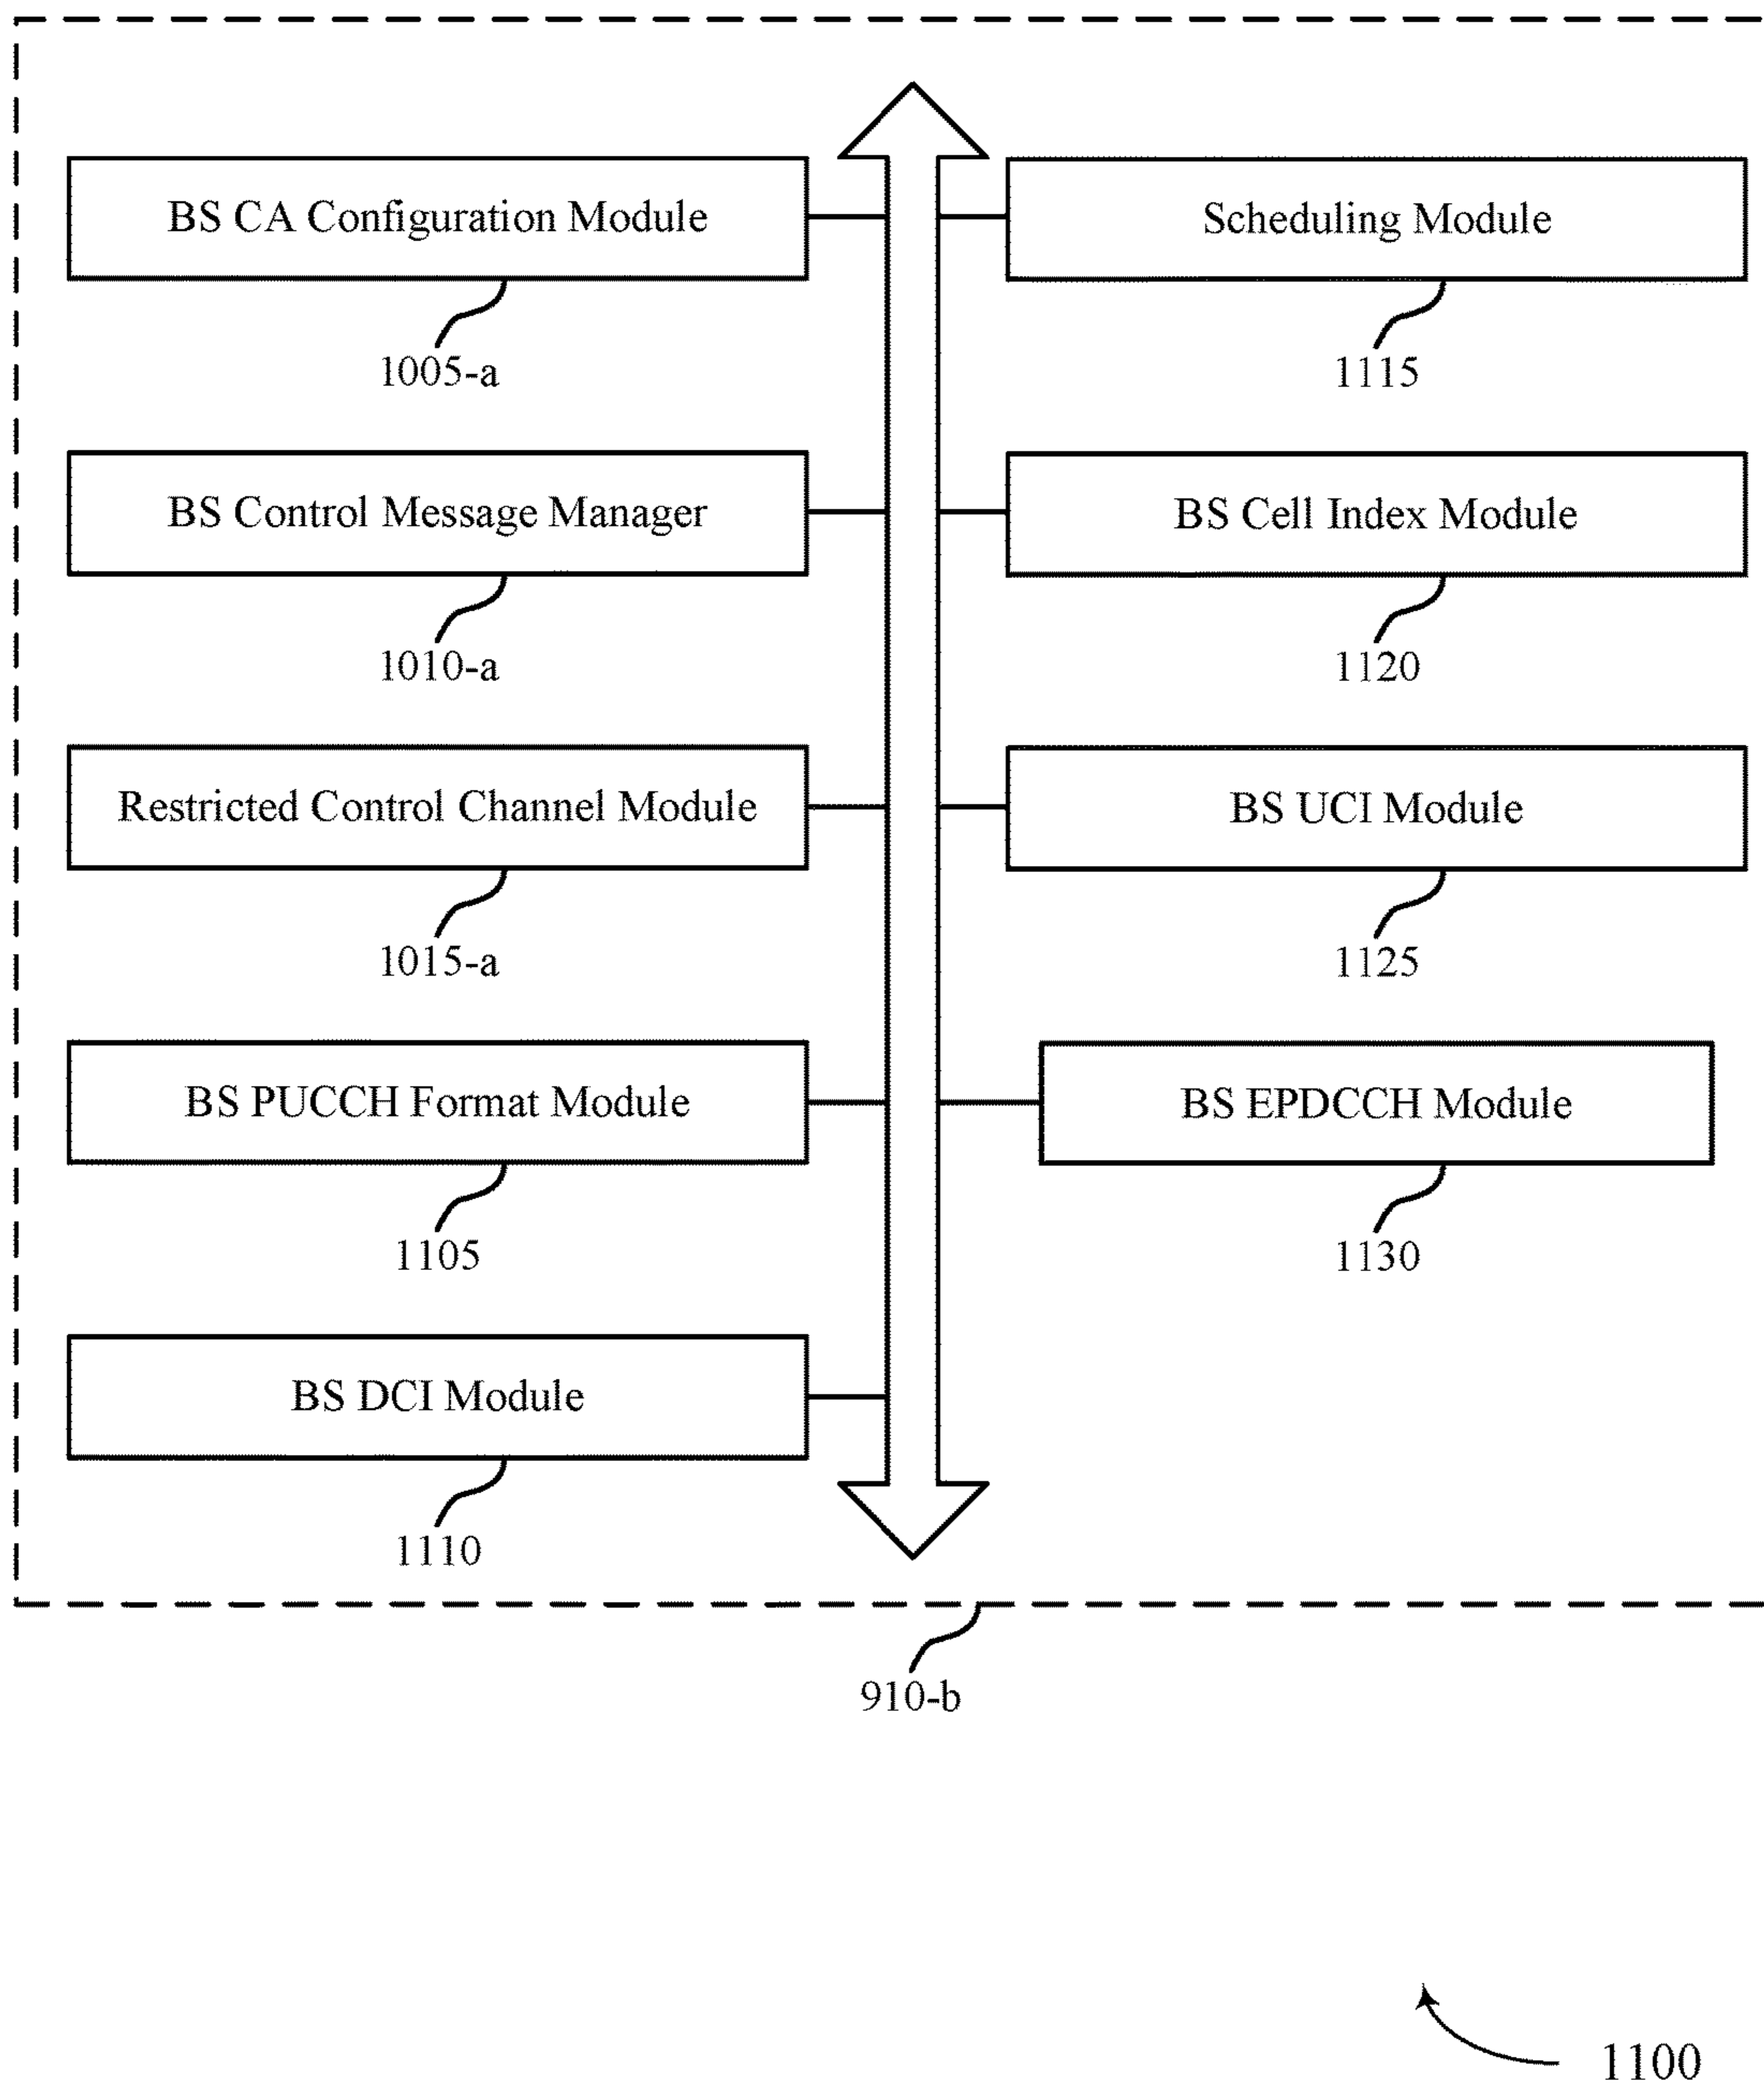 BS CA Configuration Module
1005-a
BS Control Message Manager
1010-a
Restricted Control Channel Module
1015-a
BS PUCCH Format Module
1105
BS DCI Module
1110
Scheduling Module
1115
BS Cell Index Module
1120
BS UCI Module
1125
BS EPDCCH Module
1130
910-b
1100